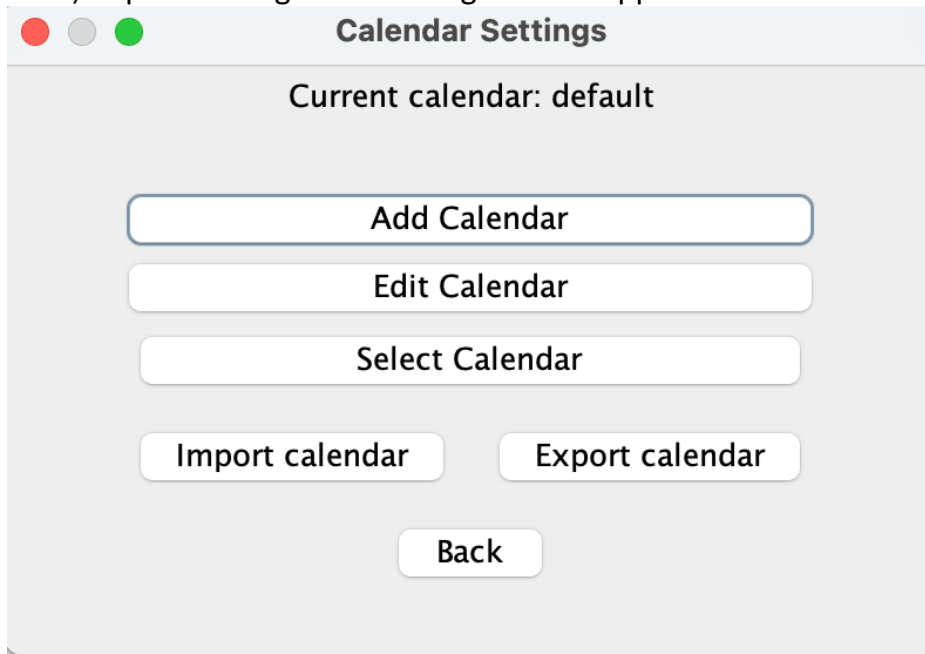 Calendar Settings
Current calendar: default
Add Calendar
Edit Calendar
Select Calendar
Import calendar Export calendar
Back